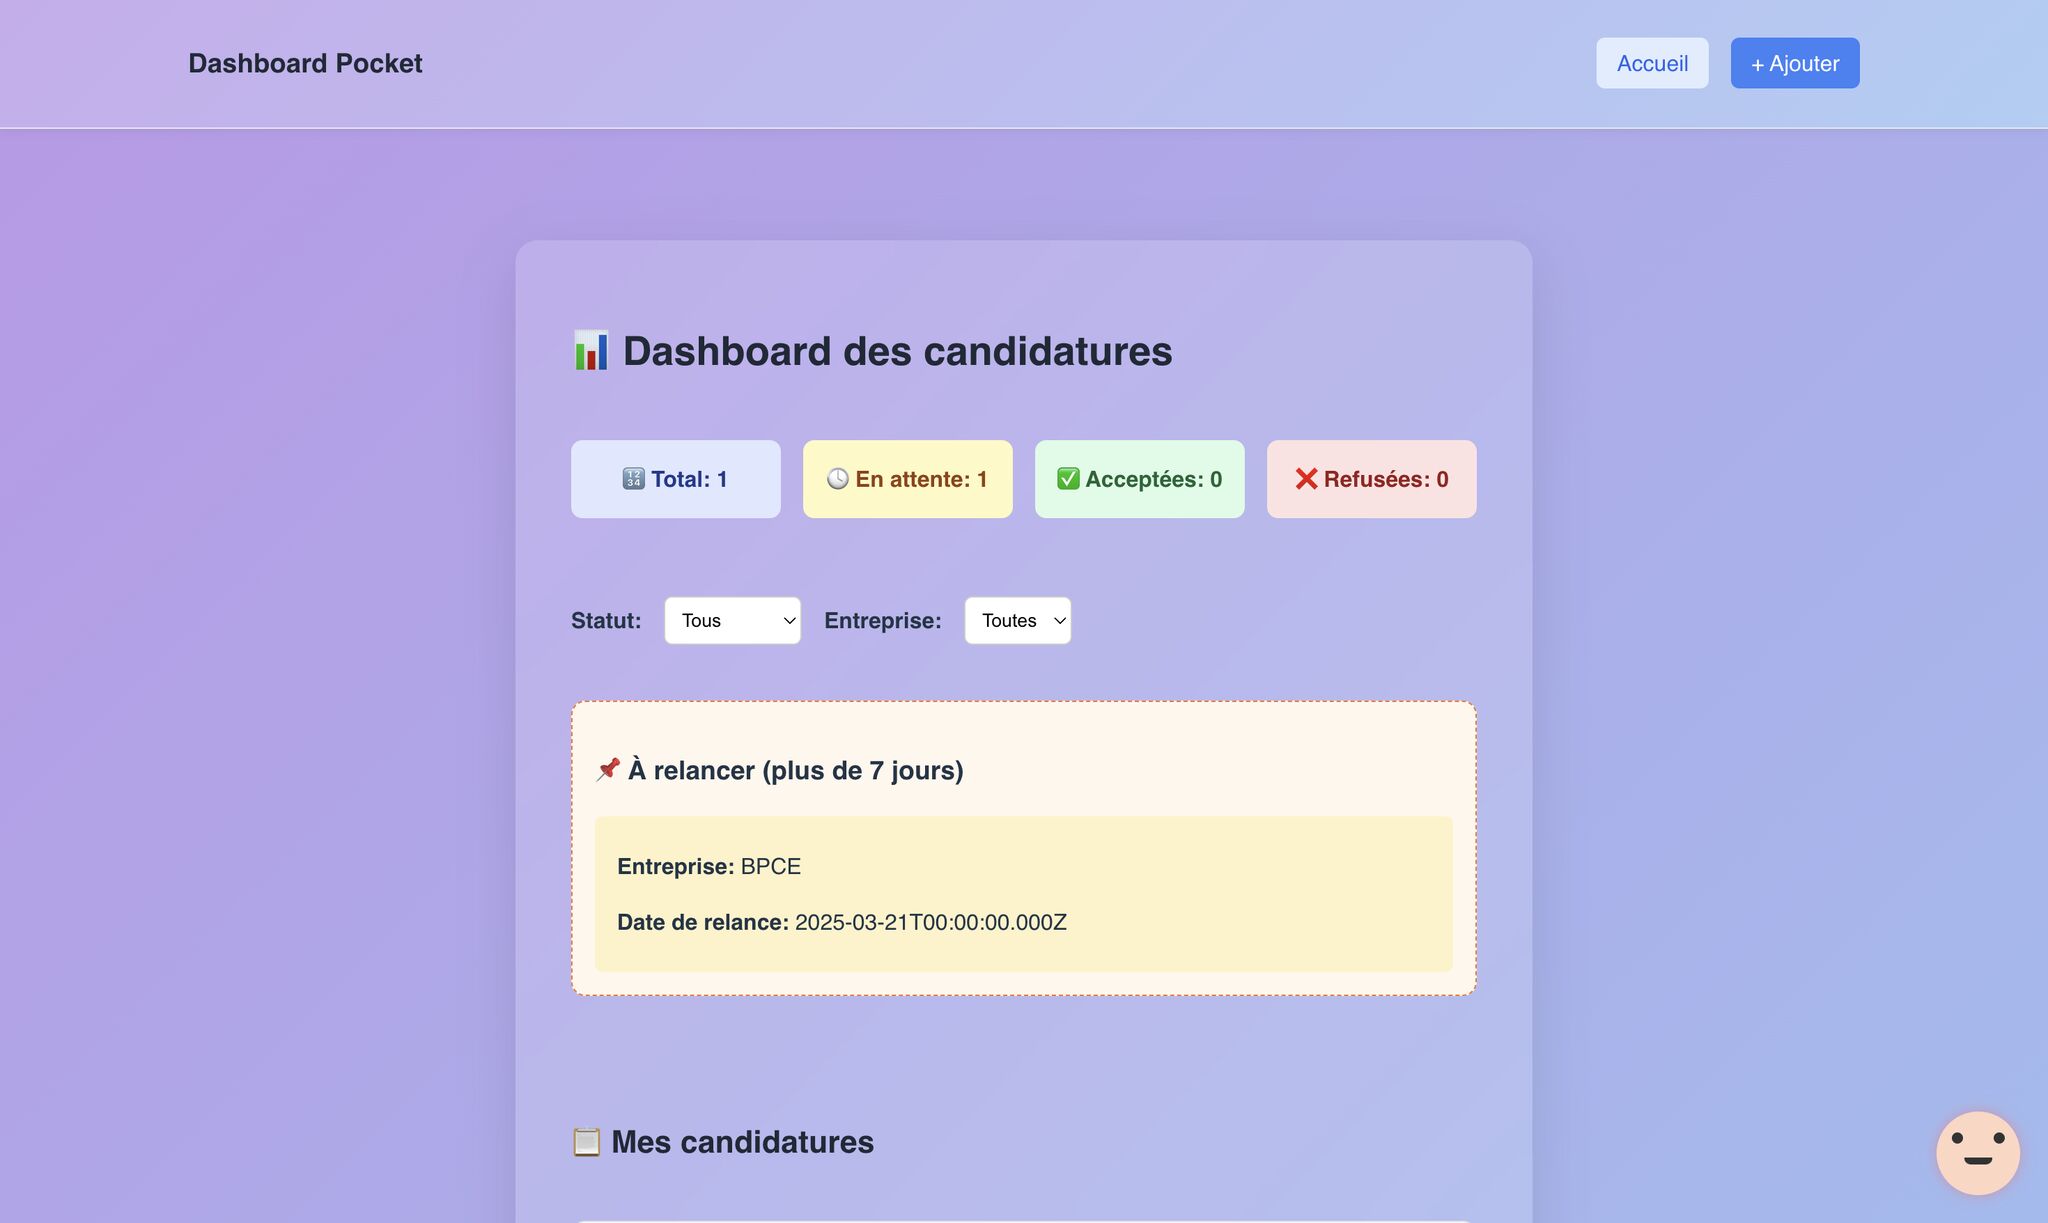 Dashboard Pocket
Accueil
+ Ajouter
📊 Dashboard des candidatures
🔢 Total: 1
🕓 En attente: 1
✅ Acceptées: 0
❌ Refusées: 0
Statut: Tous Entreprise: Toutes
📌 À relancer (plus de 7 jours)
Entreprise: BPCE
Date de relance: 2025-03-21T00:00:00.000Z
📋 Mes candidatures